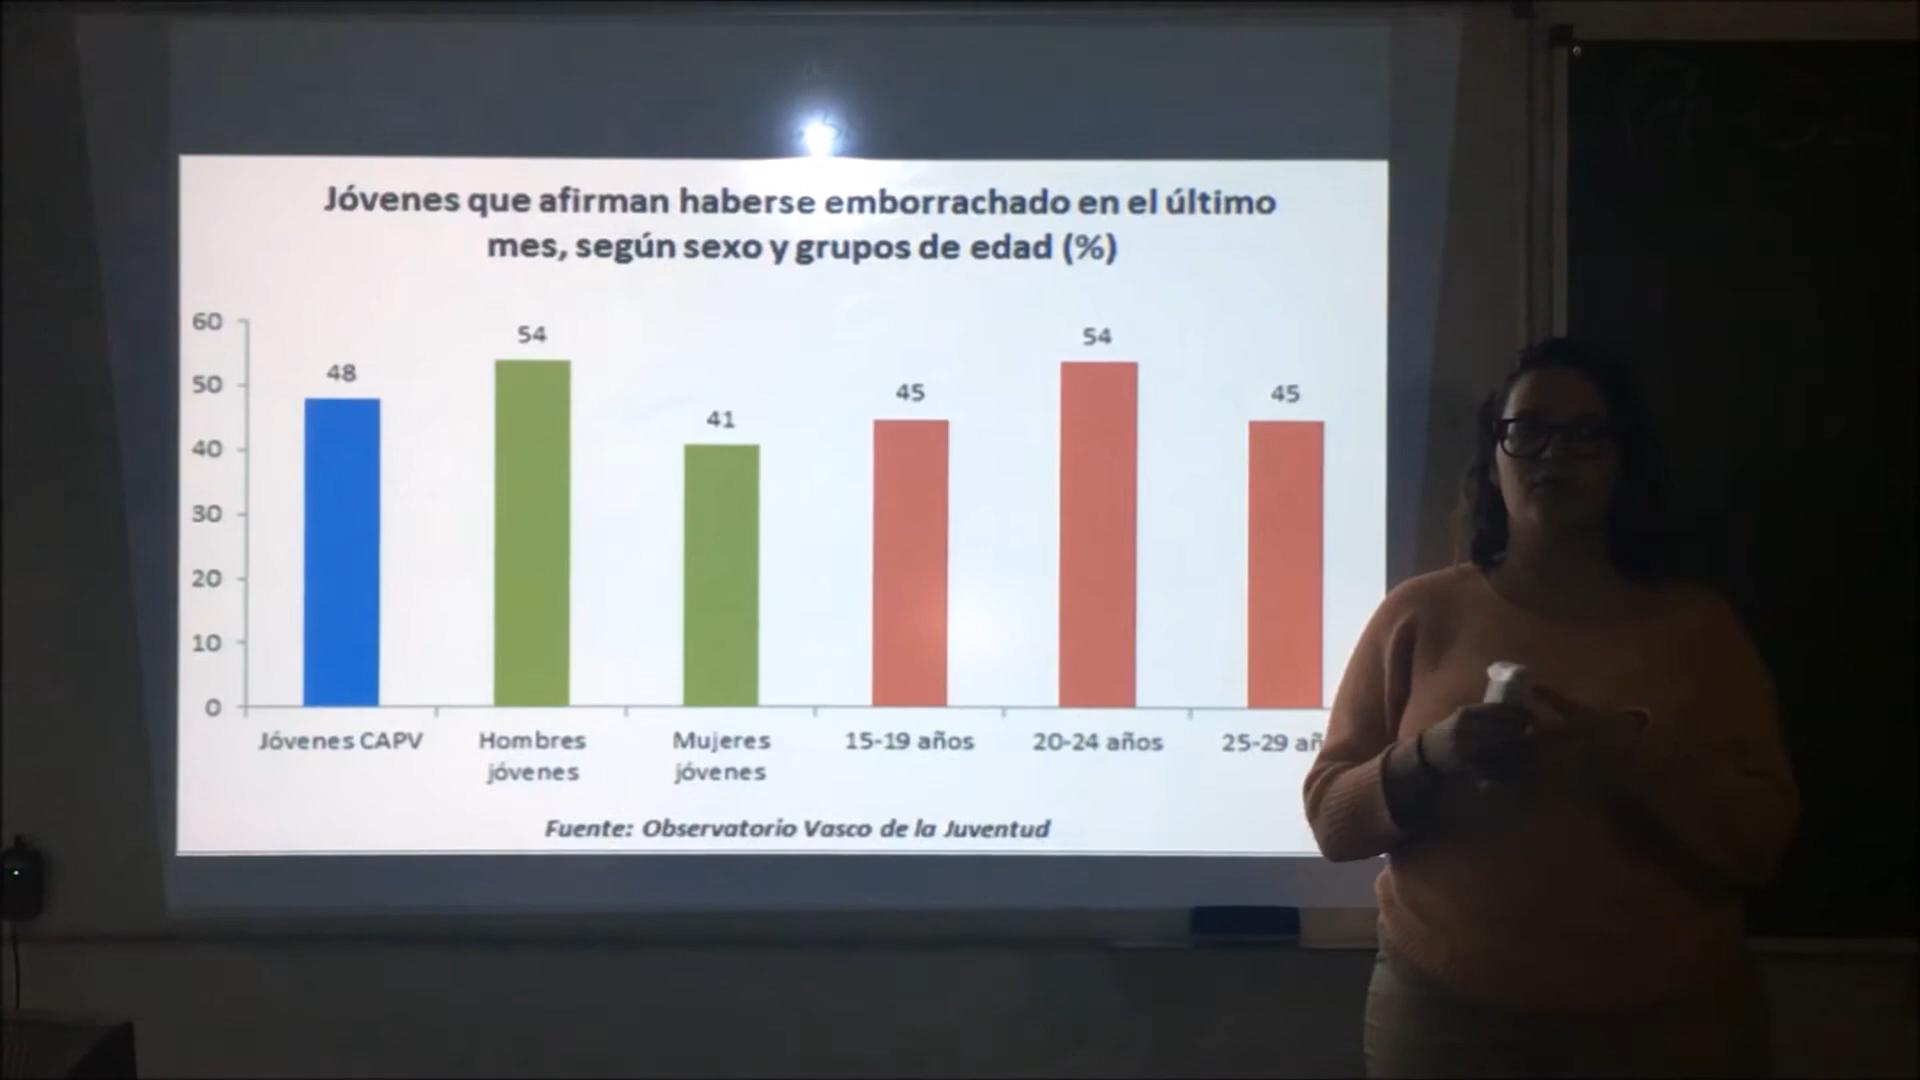 Jóvenes que afirman haberse emborrachado en el último
mes, según sexo y grupos de edad (%)
60
50
40
30
20
10
0
48
54
41
45
54
45
Jóvenes CAPV
Hombres
jóvenes
Mujeres
jóvenes
15-19 años
20-24 años
25-29 añ
Fuente: Observatorio Vasco de la Juventud